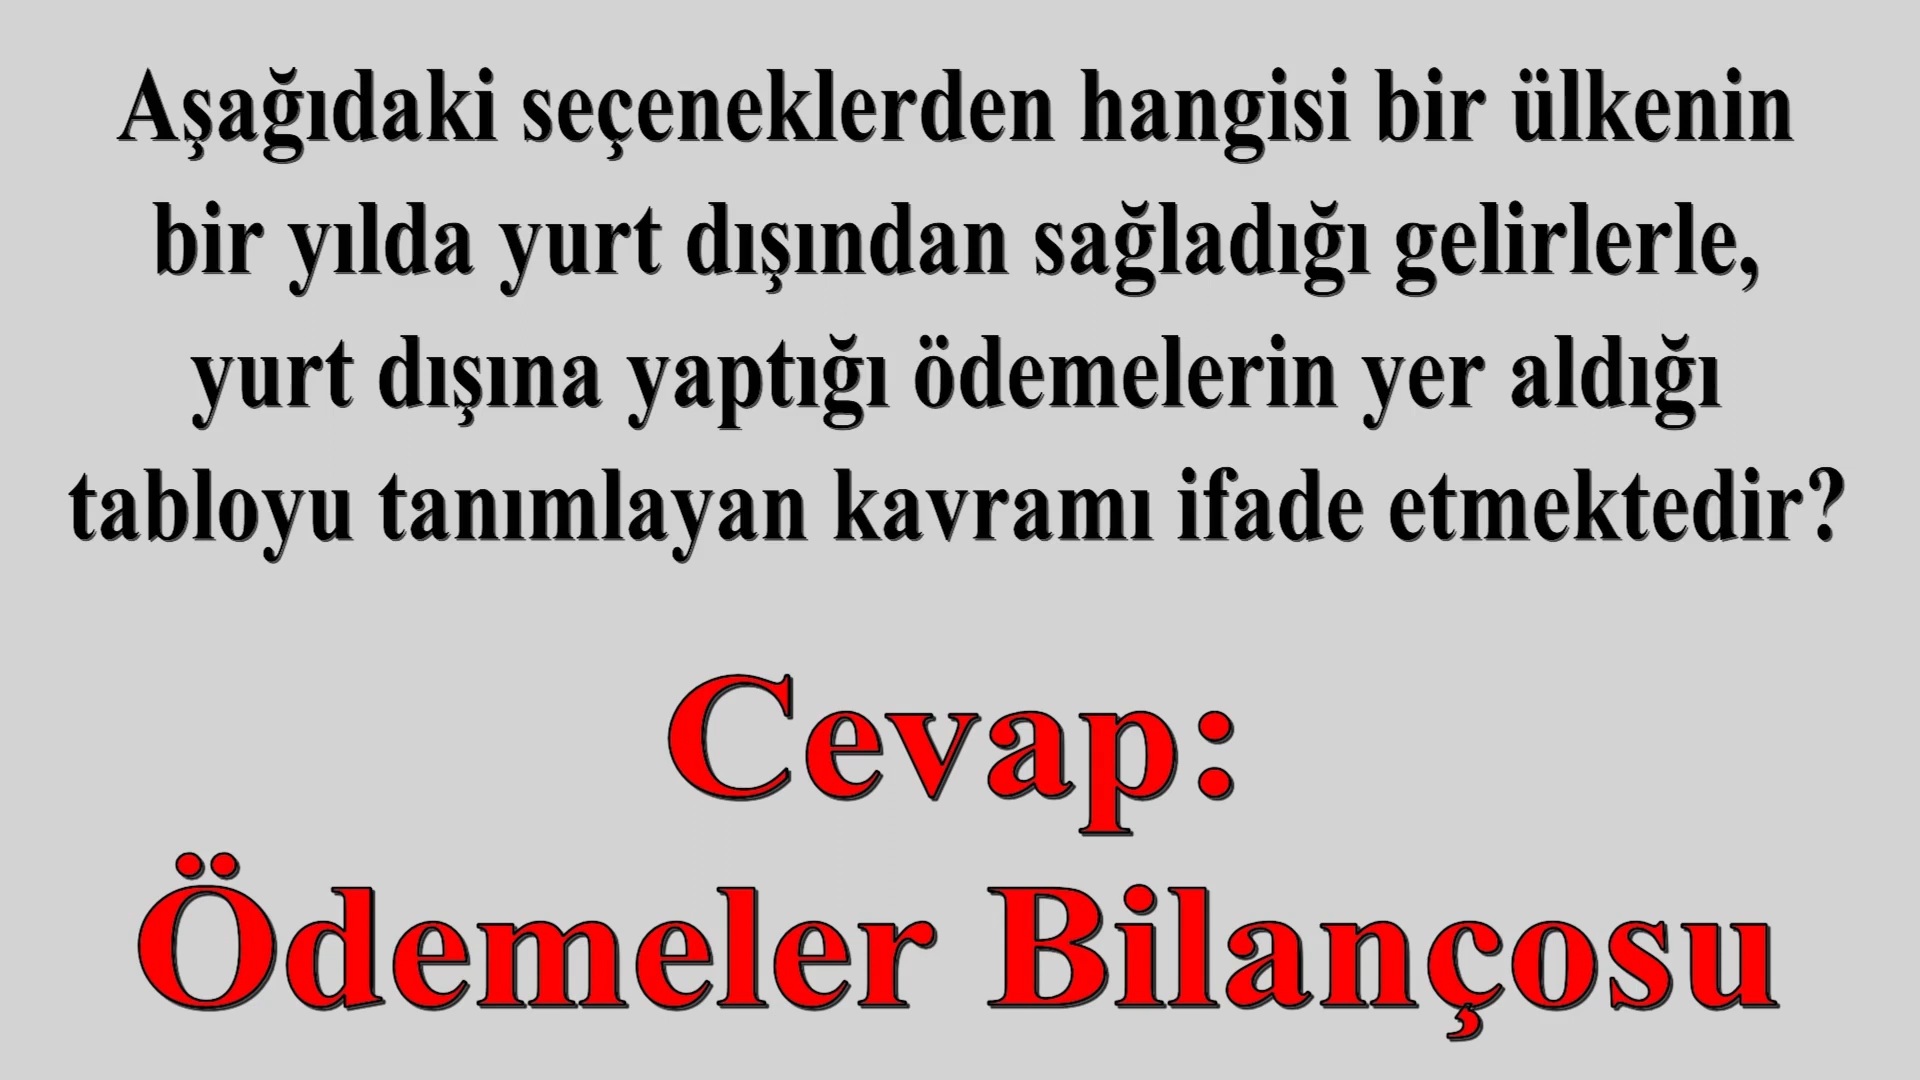 Aşağıdaki seçeneklerden hangisi bir ülkenin
bir yılda yurt dışından sağladığı gelirlerle,
yurt dışına yaptığı ödemelerin yer aldığı
tabloyu tanımlayan kavramı ifade etmektedir?
Cevap:
Ödemeler Bilançosu